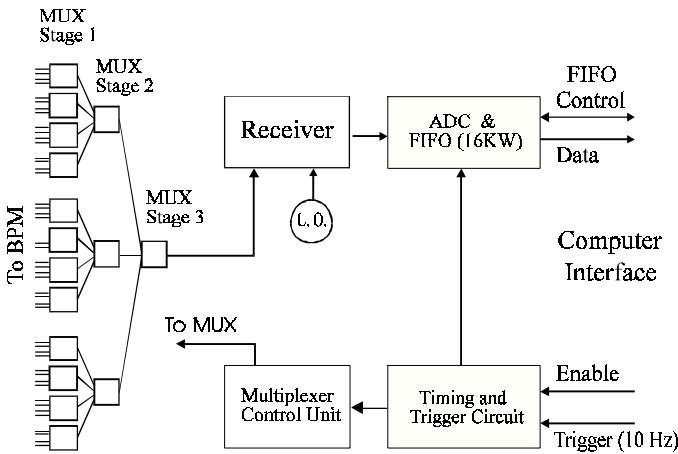 MUX
Stage 1
MUX
Stage 2
MUX
Stage 3
To BPM
Receiver
L. O.
ADC &
FIFO (16KW)
FIFO
Control
Data
Computer
Interface
To MUX
Multiplexer
Control Unit
Timing and
Trigger Circuit
Enable
Trigger (10 Hz)